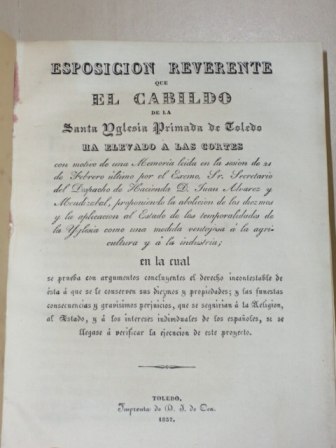 ESPOSICION REVERENTE
QUE
EL CABILDO
DE LA
Santa Yglesia Primada de Toledo
HA ELEVADO A LAS CORTES
con motivo de una Memoria leida en la sesion de 21
de Febrero último por el Escmo. Sr. Secretario
del Despacho de Hacienda D. Juan Alvarez y
Mendizabal, proponiendo la abolicion de los diezmos
y la aplicacion al Estado de las temporalidades de
la Yglesia como una medida ventajosa á la agri-
cultura y á la industria;
en la cual
se prueba con argumentos concluyentes el derecho incontestable de
ésta á que se le conserven sus diezmos y propiedades; y las funestas
consecuencias y gravisimos perjuicios, que se seguirian á la Religion,
al Estado, y á los intereses individuales de los españoles, si se
llegase á verificar la ejecucion de este proyecto.
TOLEDO,
Imprenta de D. J. de Cea.
1837.